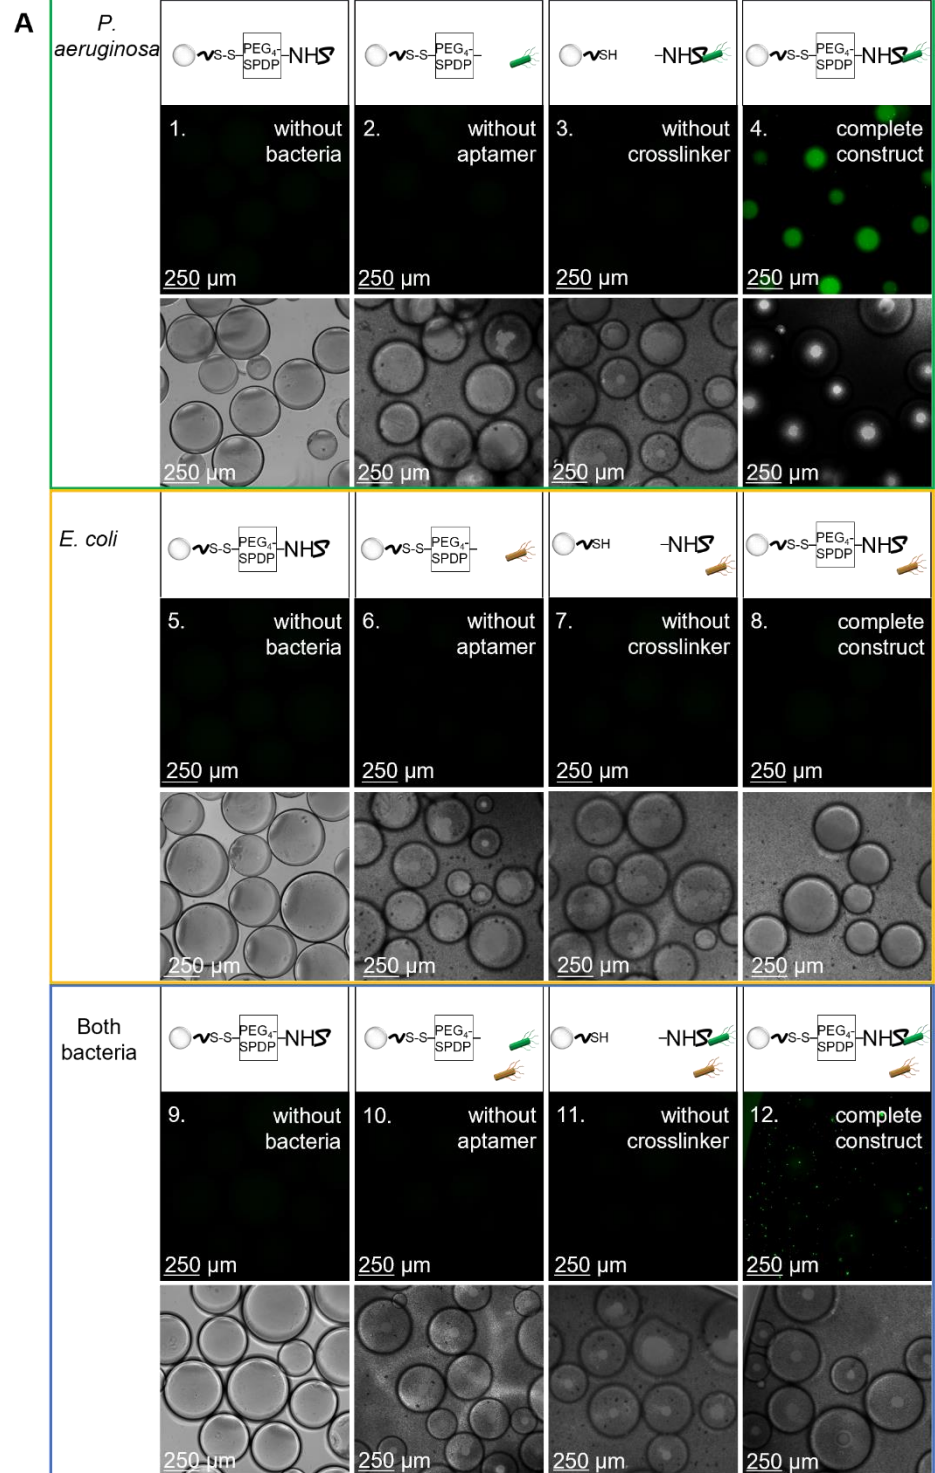 A
P.
aeruginosa
S-S
PEG₄-
SPDP
NHS
S-S
PEG₄-
SPDP
SH
-NHS
S-S
PEG₄-
SPDP
NHS
1. without
bacteria
2. without
aptamer
3. without
crosslinker
4. complete
construct
250 µm
250 µm
250 µm
250 µm
250 µm
250 µm
250 µm
250 µm
E. coli
S-S
PEG₄-
SPDP
NHS
S-S
PEG₄-
SPDP
SH
-NHS
S-S
PEG₄-
SPDP
NHS
5. without
bacteria
6. without
aptamer
7. without
crosslinker
8. complete
construct
250 µm
250 µm
250 µm
250 µm
250 µm
250 µm
250 µm
250 µm
Both
bacteria
S-S
PEG₄-
SPDP
NHS
S-S
PEG₄-
SPDP
SH
-NHS
S-S
PEG₄-
SPDP
NHS
9. without
bacteria
10. without
aptamer
11. without
crosslinker
12. complete
construct
250 µm
250 µm
250 µm
250 µm
250 µm
250 µm
250 µm
250 µm